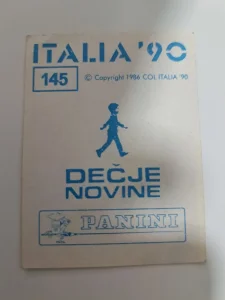 ITALIA '90
145
© Copyright 1986 COL ITALIA '90
DEČJE
NOVINE
PANINI